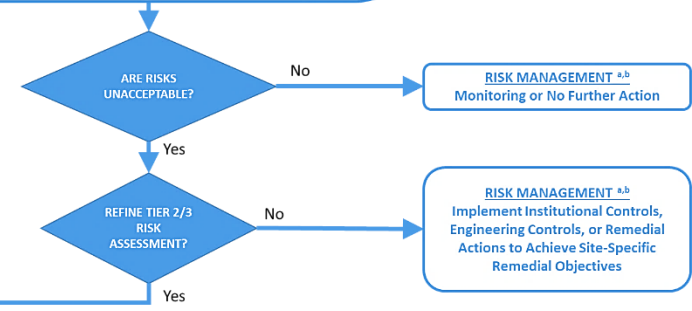 ARE RISKS
UNACCEPTABLE?
No
RISK MANAGEMENT a,b
Monitoring or No Further Action
Yes
REFINE TIER 2/3
RISK
ASSESSMENT?
No
RISK MANAGEMENT a,b
Implement Institutional Controls,
Engineering Controls, or Remedial
Actions to Achieve Site-Specific
Remedial Objectives
Yes